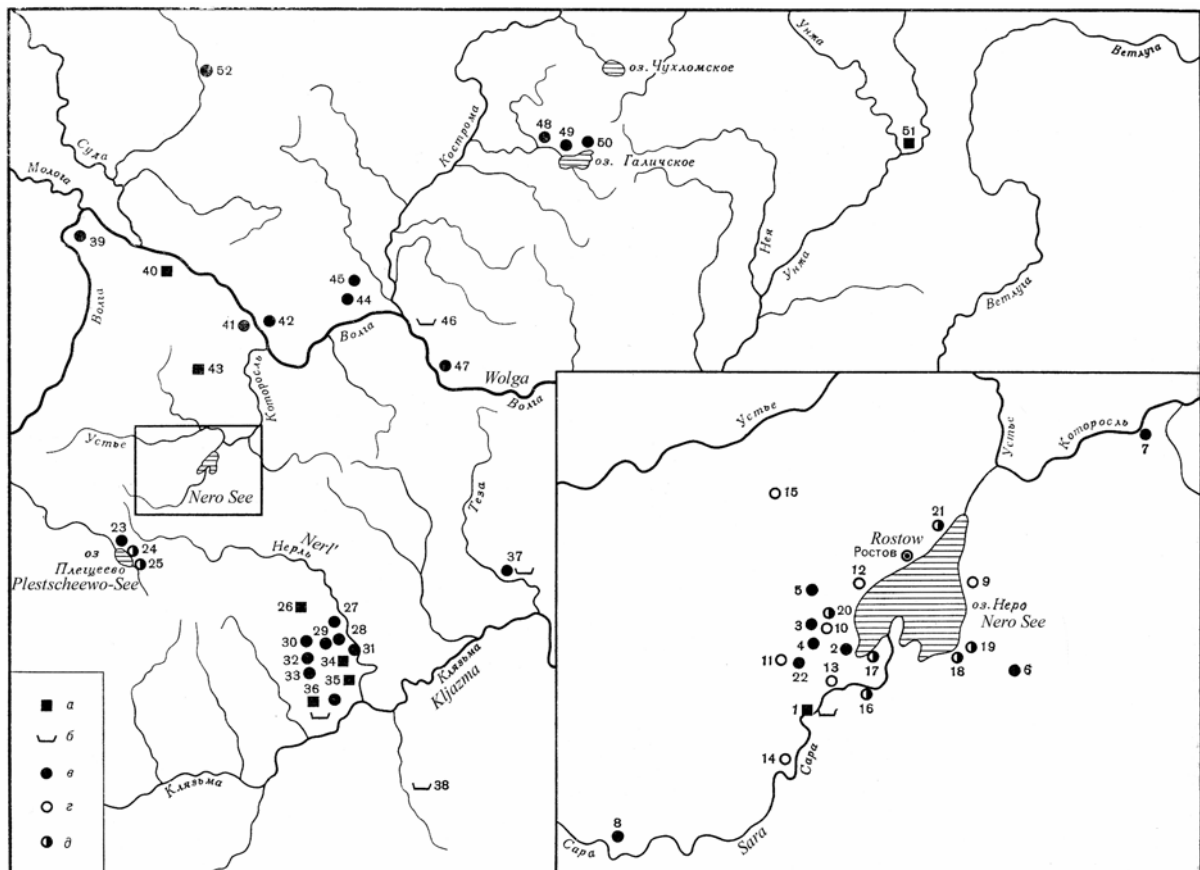 Унжа
Ветлуга
52
оз. Чухломское
Кострома
48
49
50
51
Сула
оз. Галичское
Молога
39
Нея
40
Унжа
45
Ветлуга
44
Волга
41
42
Волга
46
43
Которосль
47
Wolga
Волга
Устье
Nero See
Теза
23
24
25
оз
Плещеево
Plestscheewo-See
Nerl'
Нерль
37
26
27
28
29
30
31
32
34
33
35
36
Клязьма
Kljazma
Клязьма
38
а
б
в
г
д
Устье
Устье
Которосль
7
15
21
Rostow
Ростов
12
9
5
20
оз. Неро
Nero See
3
10
4
2
19
11
22
13
17
18
6
1
16
14
Сара
8
Сара
Sara